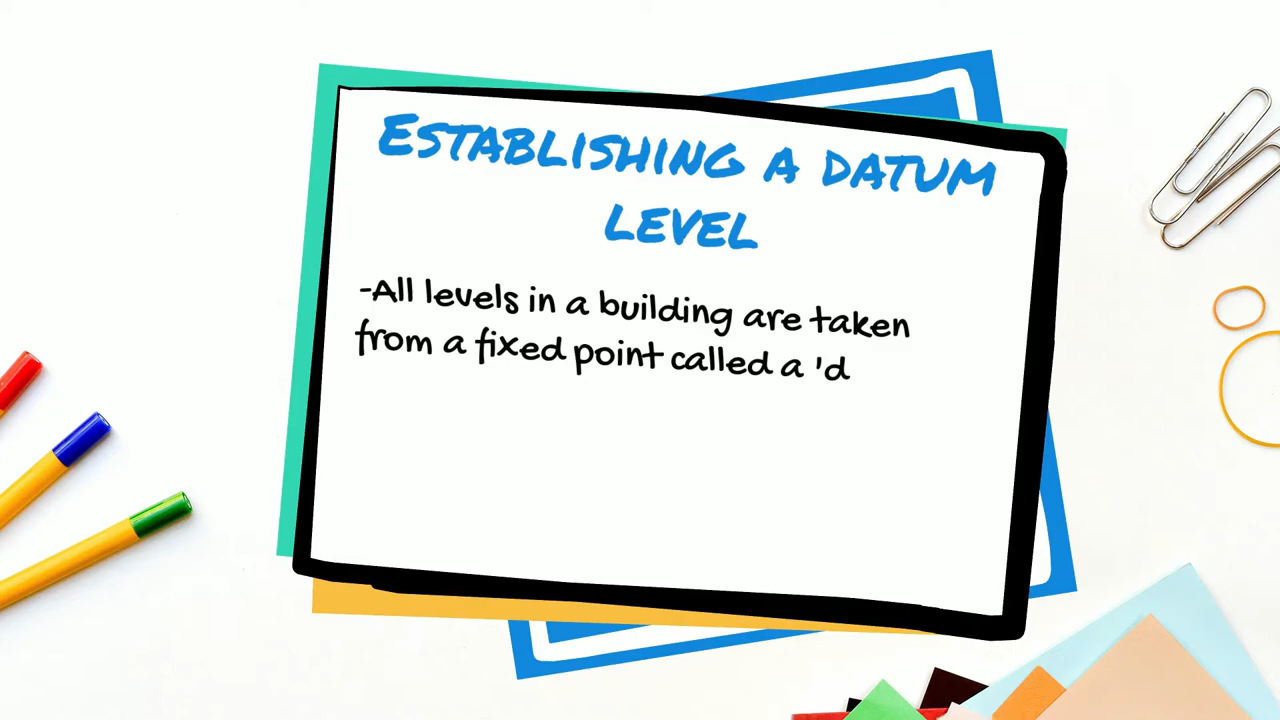 ESTABLISHING A DATUM
LEVEL
-All levels in a building are taken
from a fixed point called a 'd